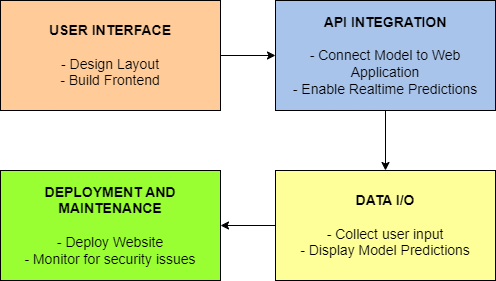 USER INTERFACE
- Design Layout
- Build Frontend
API INTEGRATION
- Connect Model to Web
Application
- Enable Realtime Predictions
DEPLOYMENT AND
MAINTENANCE
- Deploy Website
- Monitor for security issues
DATA I/O
- Collect user input
- Display Model Predictions